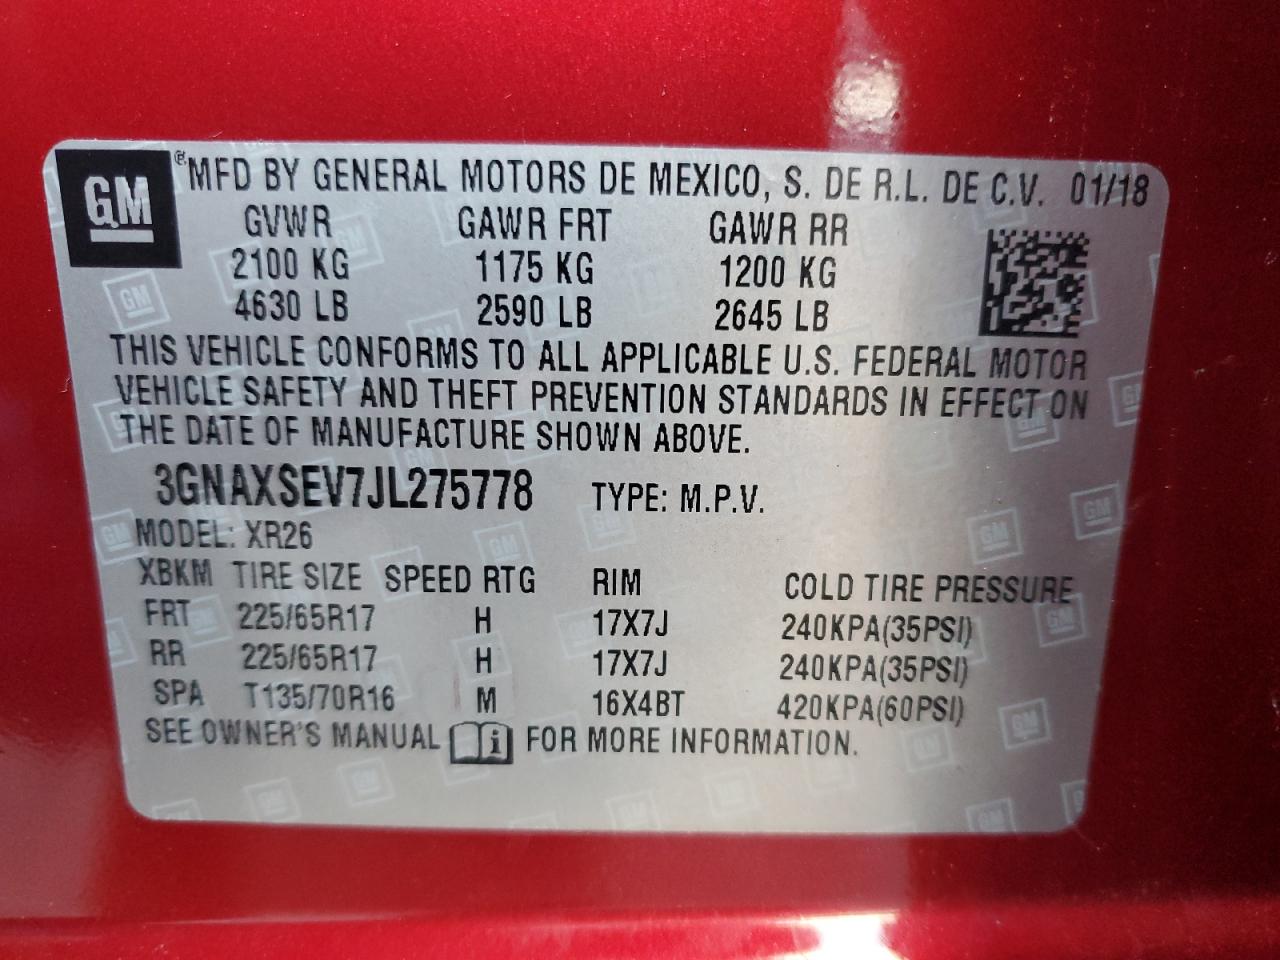 GM ® MFD BY GENERAL MOTORS DE MEXICO, S. DE R.L. DE C.V. 01/18
GVWR GAWR FRT GAWR RR
2100 KG 1175 KG 1200 KG
4630 LB 2590 LB 2645 LB
THIS VEHICLE CONFORMS TO ALL APPLICABLE U.S. FEDERAL MOTOR
VEHICLE SAFETY AND THEFT PREVENTION STANDARDS IN EFFECT ON
THE DATE OF MANUFACTURE SHOWN ABOVE.
3GNAXSEV7JL275778 TYPE: M.P.V.
MODEL: XR26
XBKM TIRE SIZE SPEED RTG RIM COLD TIRE PRESSURE
FRT 225/65R17 H 17X7J 240KPA(35PSI)
RR 225/65R17 H 17X7J 240KPA(35PSI)
SPA T135/70R16 M 16X4BT 420KPA(60PSI)
SEE OWNER'S MANUAL i FOR MORE INFORMATION.